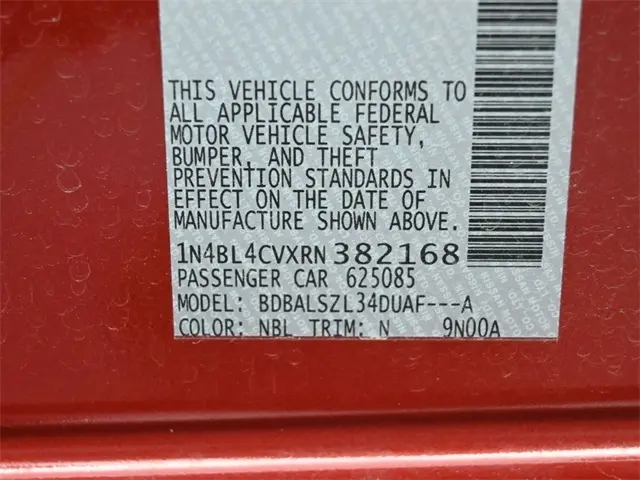 THIS VEHICLE CONFORMS TO
ALL APPLICABLE FEDERAL
MOTOR VEHICLE SAFETY,
BUMPER, AND THEFT
PREVENTION STANDARDS IN
EFFECT ON THE DATE OF
MANUFACTURE SHOWN ABOVE.
1N4BL4CVXRN382168
PASSENGER CAR 625085
MODEL: BDBALSZL34DUAF---A
COLOR: NBL TRIM: N 9N00A